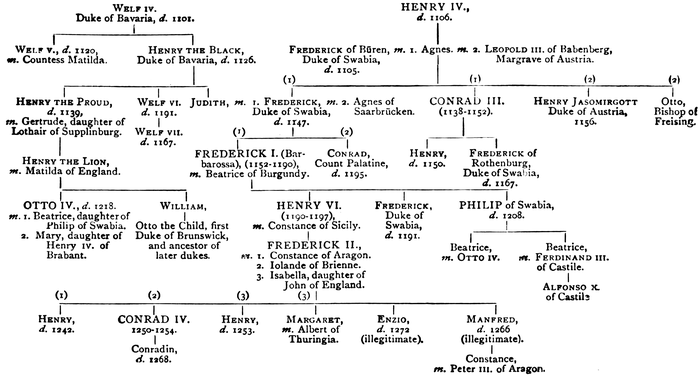 WELF IV.
Duke of Bavaria, d. 1101.
HENRY IV.,
d. 1106.
WELF V., d. 1120,
m. Countess Matilda.
HENRY THE BLACK,
Duke of Bavaria, d. 1126.
FREDERICK of Büren, m. 1. Agnes. m. 2. LEOPOLD III. of Babenberg,
Duke of Swabia,
d. 1105.
Margrave of Austria.
(1) (1) (2) (2)
HENRY THE PROUD,
d. 1139,
m. Gertrude, daughter of
Lothair of Supplinburg.
WELF VI.
d. 1191.
WELF VII.
d. 1167.
JUDITH, m. 1. FREDERICK, m. 2. Agnes of
Duke of Swabia,
d. 1147.
Saarbrücken.
CONRAD III.
(1138-1152).
HENRY JASOMIRGOTT
Duke of Austria,
1156.
Otto,
Bishop of
Freising.
(1) (2)
HENRY THE LION,
m. Matilda of England.
FREDERICK I. (Bar-
barossa), (1152-1190),
m. Beatrice of Burgundy.
CONRAD,
Count Palatine,
d. 1195.
HENRY,
d. 1150.
FREDERICK of
Rothenburg,
Duke of Swabia,
d. 1167.
OTTO IV., d. 1218.
m. 1. Beatrice, daughter of
Philip of Swabia.
2. Mary, daughter of
Henry IV. of
Brabant.
WILLIAM,
Otto the Child, first
Duke of Brunswick,
and ancestor of
later dukes.
HENRY VI.
(1190-1197),
m. Constance of Sicily.
FREDERICK,
Duke of
Swabia,
d. 1191.
PHILIP of Swabia,
d. 1208.
FREDERICK II.,
m. 1. Constance of Aragon.
2. Iolande of Brienne.
3. Isabella, daughter of
John of England.
Beatrice,
m. OTTO IV.
Beatrice,
m. FERDINAND III.
of Castile.
ALFONSO X.
of Castile
(1) (2) (3) (3)
HENRY,
d. 1242.
CONRAD IV.
1250-1254.
Conradin,
d. 1268.
HENRY,
d. 1253.
MARGARET,
m. Albert of
Thuringia.
ENZIO,
d. 1272
(illegitimate).
MANFRED,
d. 1266
(illegitimate).
Constance,
m. Peter III. of Aragon.